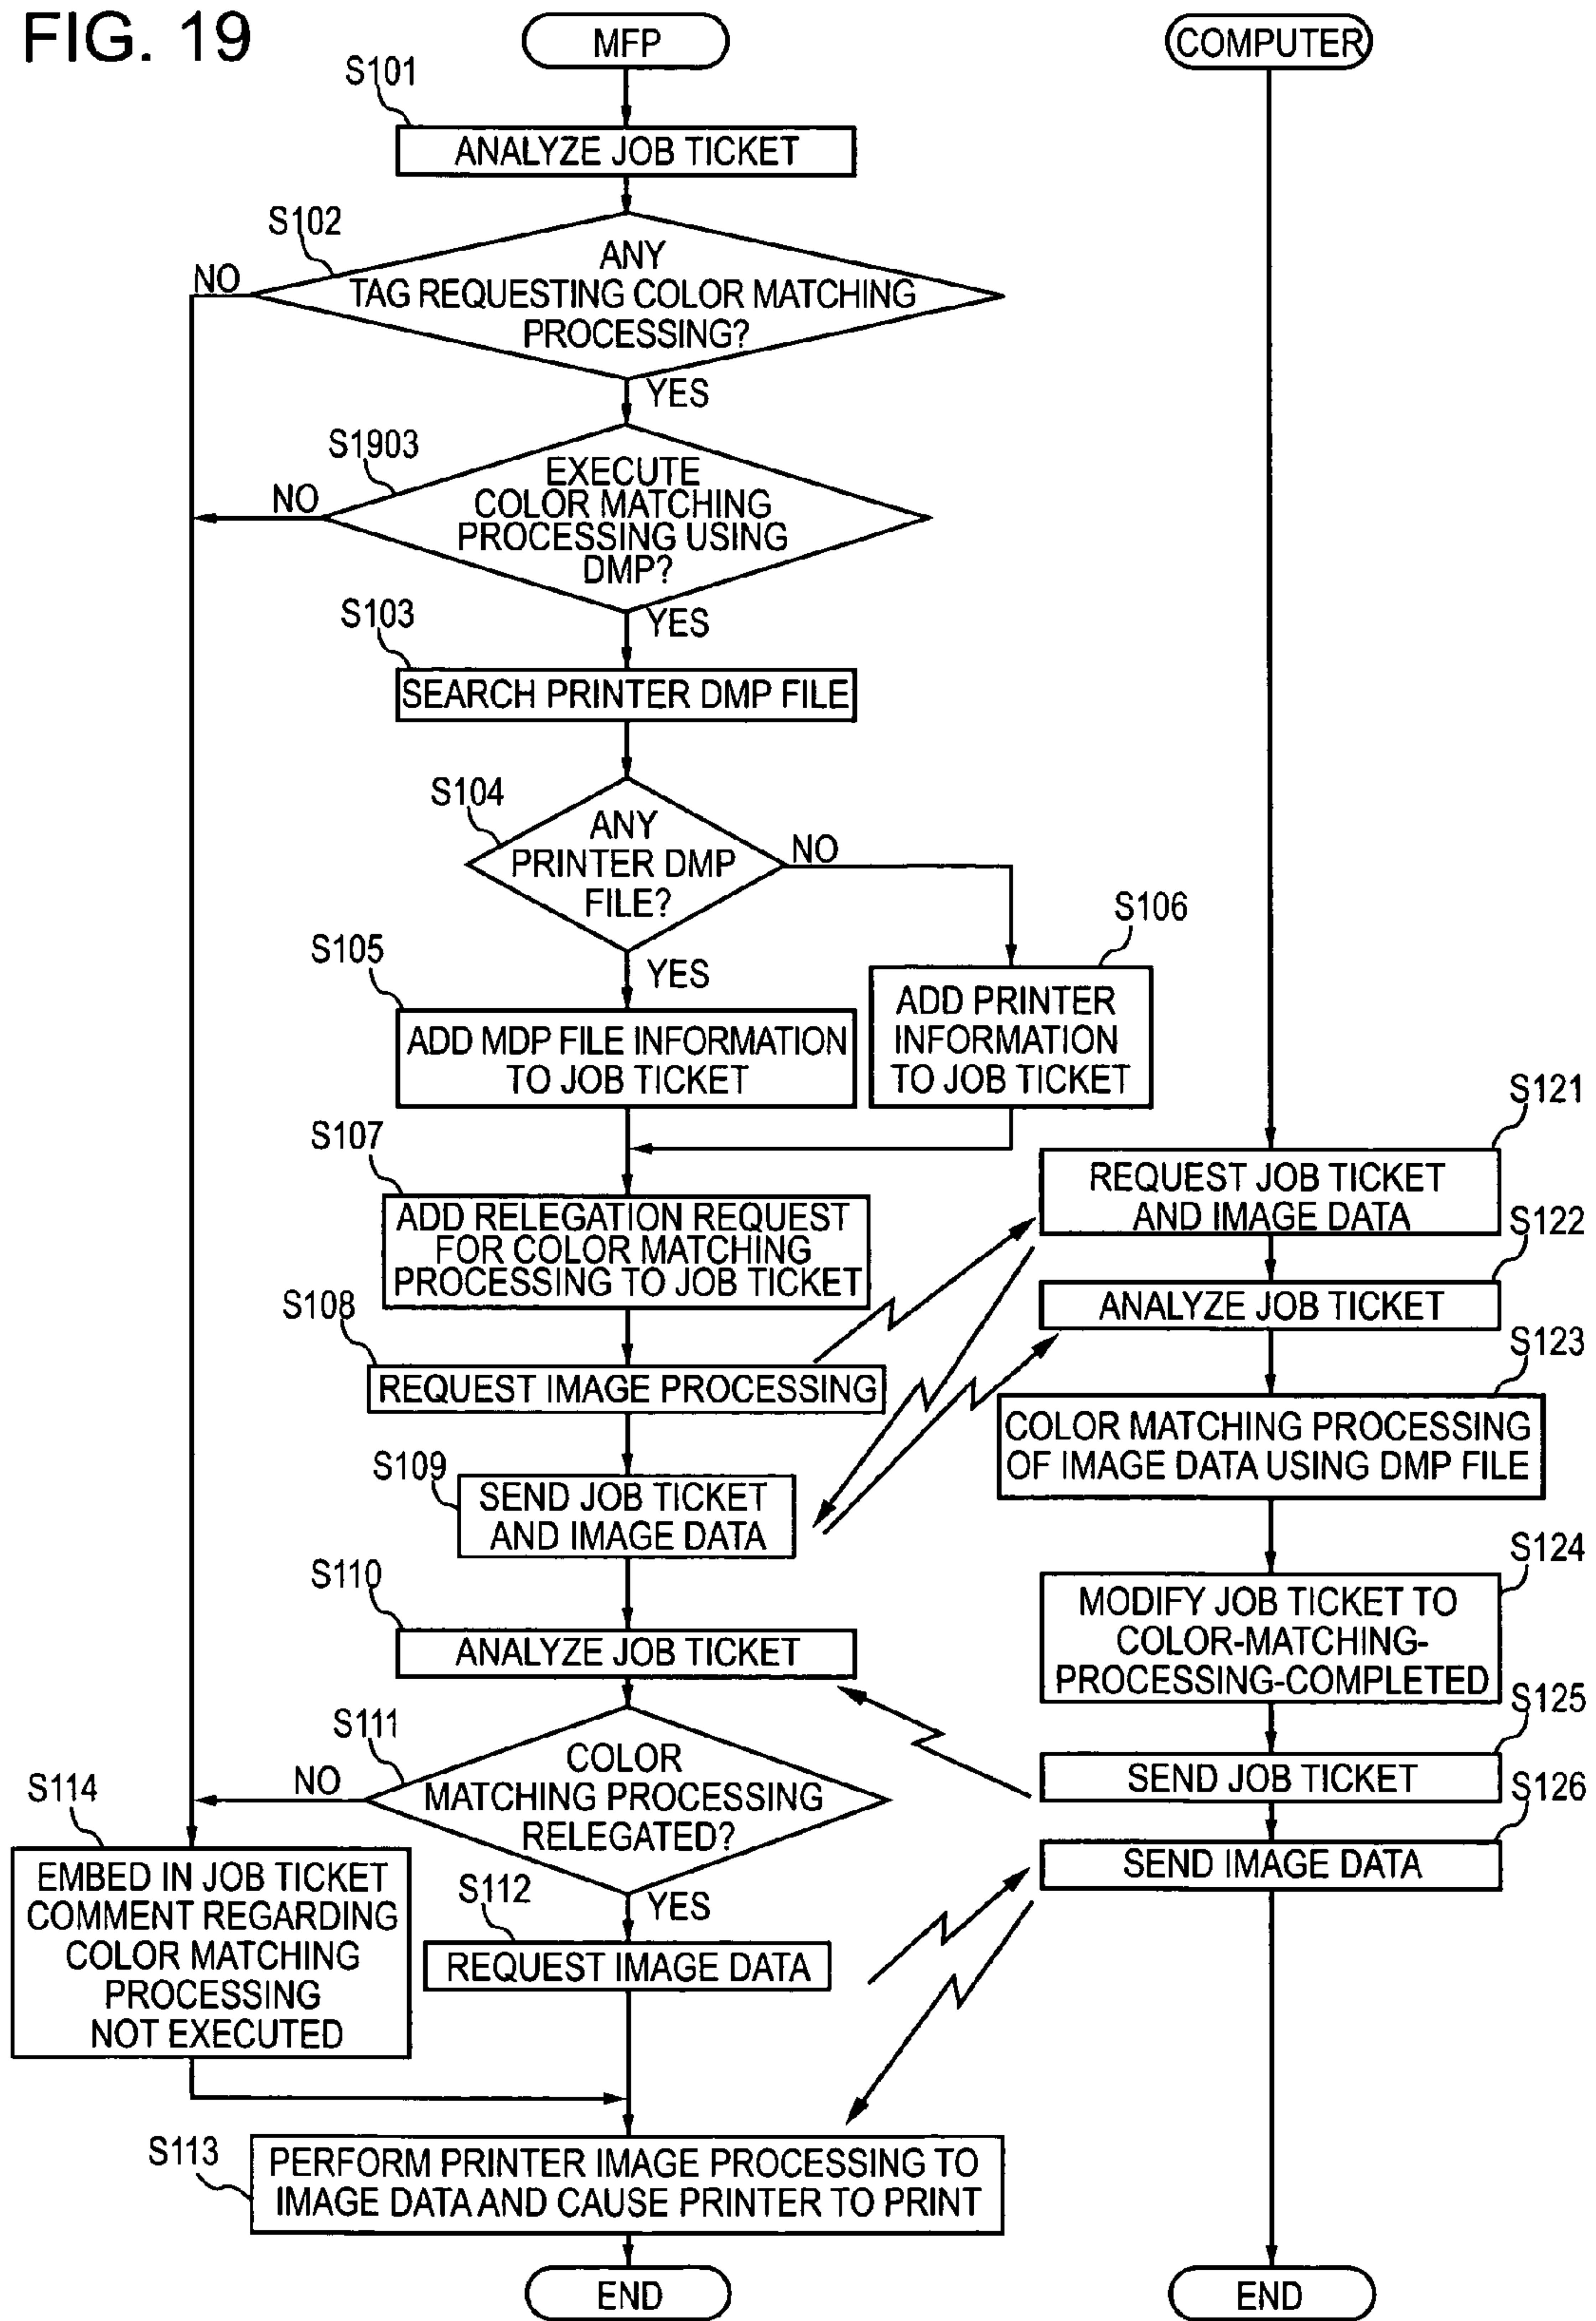 FIG. 19
MFP
COMPUTER
S101
ANALYZE JOB TICKET
S102
ANY
TAG REQUESTING COLOR MATCHING
PROCESSING?
NO
YES
S1903
EXECUTE
COLOR MATCHING
PROCESSING USING
DMP?
NO
YES
S103
SEARCH PRINTER DMP FILE
S104
ANY
PRINTER DMP
FILE?
NO
YES
S105
ADD MDP FILE INFORMATION
TO JOB TICKET
S106
ADD PRINTER
INFORMATION
TO JOB TICKET
S107
ADD RELEGATION REQUEST
FOR COLOR MATCHING
PROCESSING TO JOB TICKET
S108
REQUEST IMAGE PROCESSING
S109
SEND JOB TICKET
AND IMAGE DATA
S110
ANALYZE JOB TICKET
S111
COLOR
MATCHING PROCESSING
RELEGATED?
NO
YES
S114
EMBED IN JOB TICKET
COMMENT REGARDING
COLOR MATCHING
PROCESSING
NOT EXECUTED
S112
REQUEST IMAGE DATA
S113
PERFORM PRINTER IMAGE PROCESSING TO
IMAGE DATA AND CAUSE PRINTER TO PRINT
END
S121
REQUEST JOB TICKET
AND IMAGE DATA
S122
ANALYZE JOB TICKET
S123
COLOR MATCHING PROCESSING
OF IMAGE DATA USING DMP FILE
S124
MODIFY JOB TICKET TO
COLOR-MATCHING-
PROCESSING-COMPLETED
S125
SEND JOB TICKET
S126
SEND IMAGE DATA
END